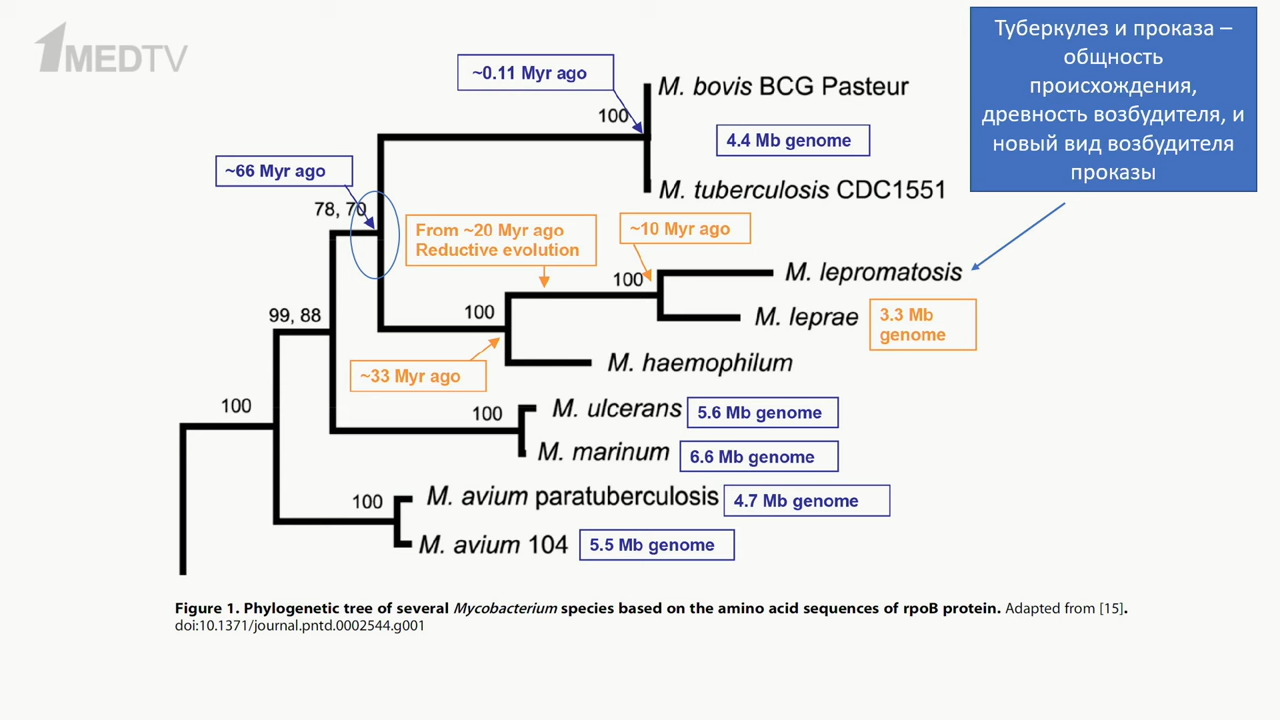 1MEDTV
Туберкулез и проказа –
общность
происхождения,
древность возбудителя, и
новый вид возбудителя
проказы
~0.11 Myr ago
M. bovis BCG Pasteur
100
4.4 Mb genome
~66 Myr ago
M. tuberculosis CDC1551
78, 70
From ~20 Myr ago
Reductive evolution
~10 Myr ago
100
M. lepromatosis
99, 88
100
M. leprae
3.3 Mb
genome
~33 Myr ago
M. haemophilum
100
100
M. ulcerans
5.6 Mb genome
M. marinum
6.6 Mb genome
100
M. avium paratuberculosis
4.7 Mb genome
M. avium 104
5.5 Mb genome
Figure 1. Phylogenetic tree of several Mycobacterium species based on the amino acid sequences of rpoB protein. Adapted from [15].
doi:10.1371/journal.pntd.0002544.g001